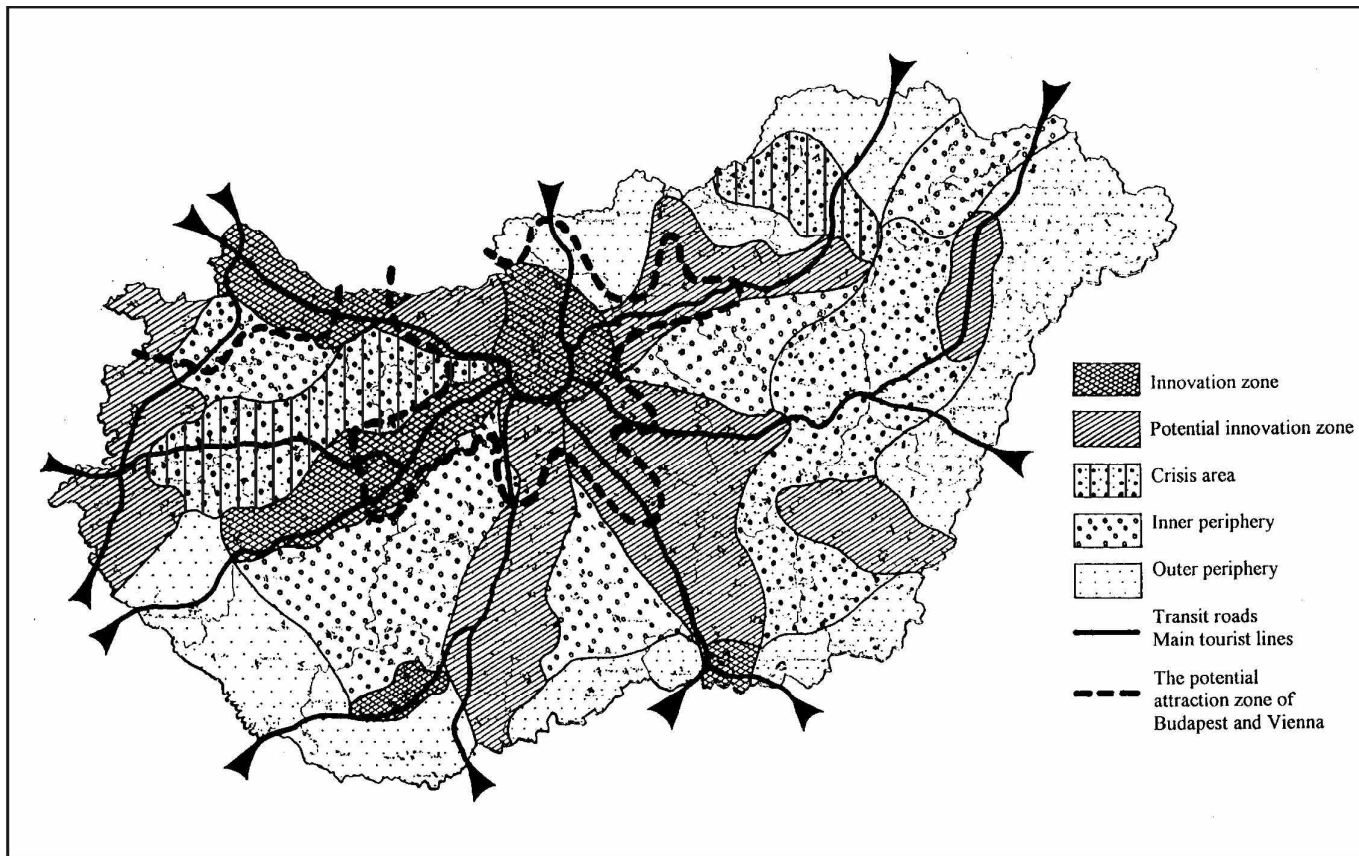 Innovation zone
Potential innovation zone
Crisis area
Inner periphery
Outer periphery
Transit roads
Main tourist lines
The potential
attraction zone of
Budapest and Vienna